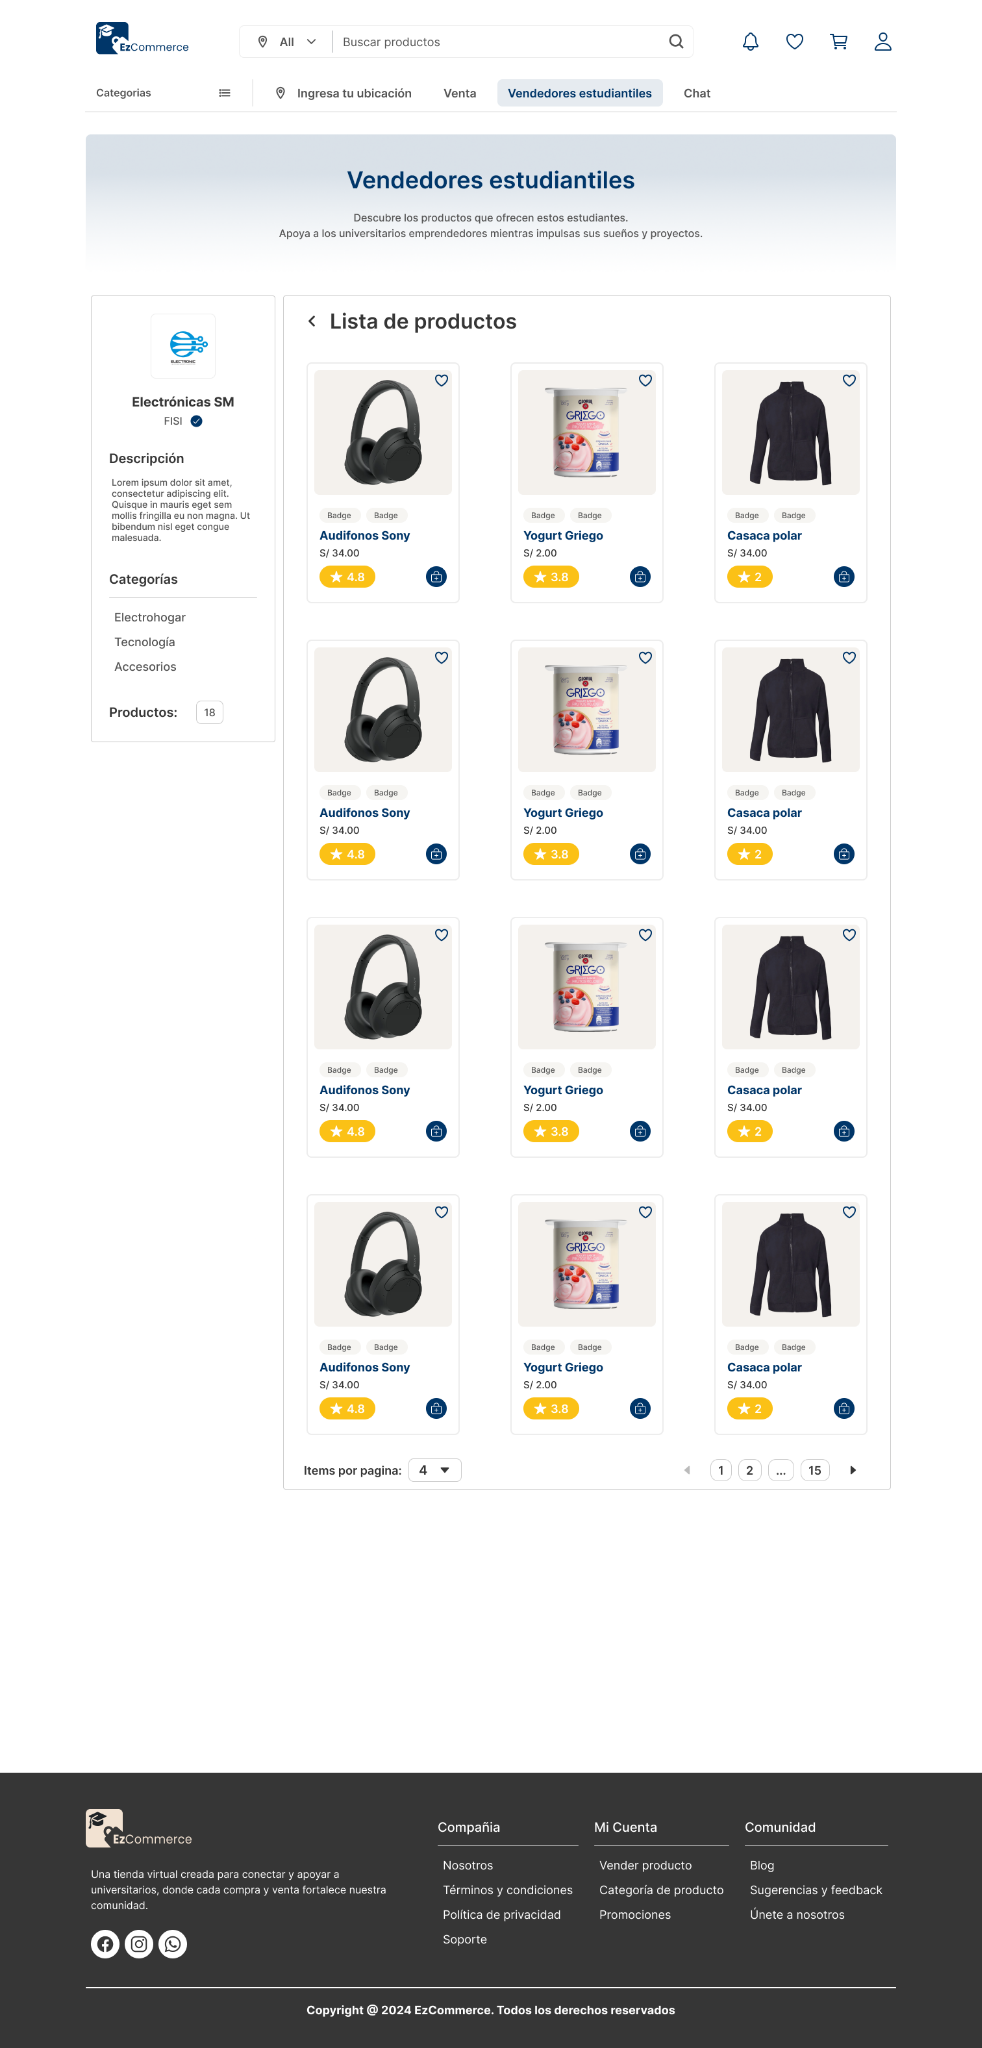 EzCommerce
All
Buscar productos
Categorias
Ingresa tu ubicación
Venta
Vendedores estudiantiles
Chat
Vendedores estudiantiles
Descubre los productos que ofrecen estos estudiantes.
Apoya a los universitarios emprendedores mientras impulsas sus sueños y proyectos.
ELECTRONIC
Electrónicas SM
FISI
Descripción
Lorem ipsum dolor sit amet,
consectetur adipiscing elit.
Quisque in mauris eget sem
mollis fringilla eu non magna. Ut
bibendum nisl eget congue
malesuada.
Categorías
Electrohogar
Tecnología
Accesorios
Productos: 18
Lista de productos
Badge Badge
Audifonos Sony
S/ 34.00
4.8
GLORIA
GRIEGO
Badge Badge
Yogurt Griego
S/ 2.00
3.8
Badge Badge
Casaca polar
S/ 34.00
2
Badge Badge
Audifonos Sony
S/ 34.00
4.8
GLORIA
GRIEGO
Badge Badge
Yogurt Griego
S/ 2.00
3.8
Badge Badge
Casaca polar
S/ 34.00
2
Badge Badge
Audifonos Sony
S/ 34.00
4.8
GLORIA
GRIEGO
Badge Badge
Yogurt Griego
S/ 2.00
3.8
Badge Badge
Casaca polar
S/ 34.00
2
Badge Badge
Audifonos Sony
S/ 34.00
4.8
GLORIA
GRIEGO
Badge Badge
Yogurt Griego
S/ 2.00
3.8
Badge Badge
Casaca polar
S/ 34.00
2
Items por pagina: 4
1 2 ... 15
EzCommerce
Una tienda virtual creada para conectar y apoyar a
universitarios, donde cada compra y venta fortalece nuestra
comunidad.
Compañia
Nosotros
Términos y condiciones
Política de privacidad
Soporte
Mi Cuenta
Vender producto
Categoría de producto
Promociones
Comunidad
Blog
Sugerencias y feedback
Únete a nosotros
Copyright @ 2024 EzCommerce. Todos los derechos reservados